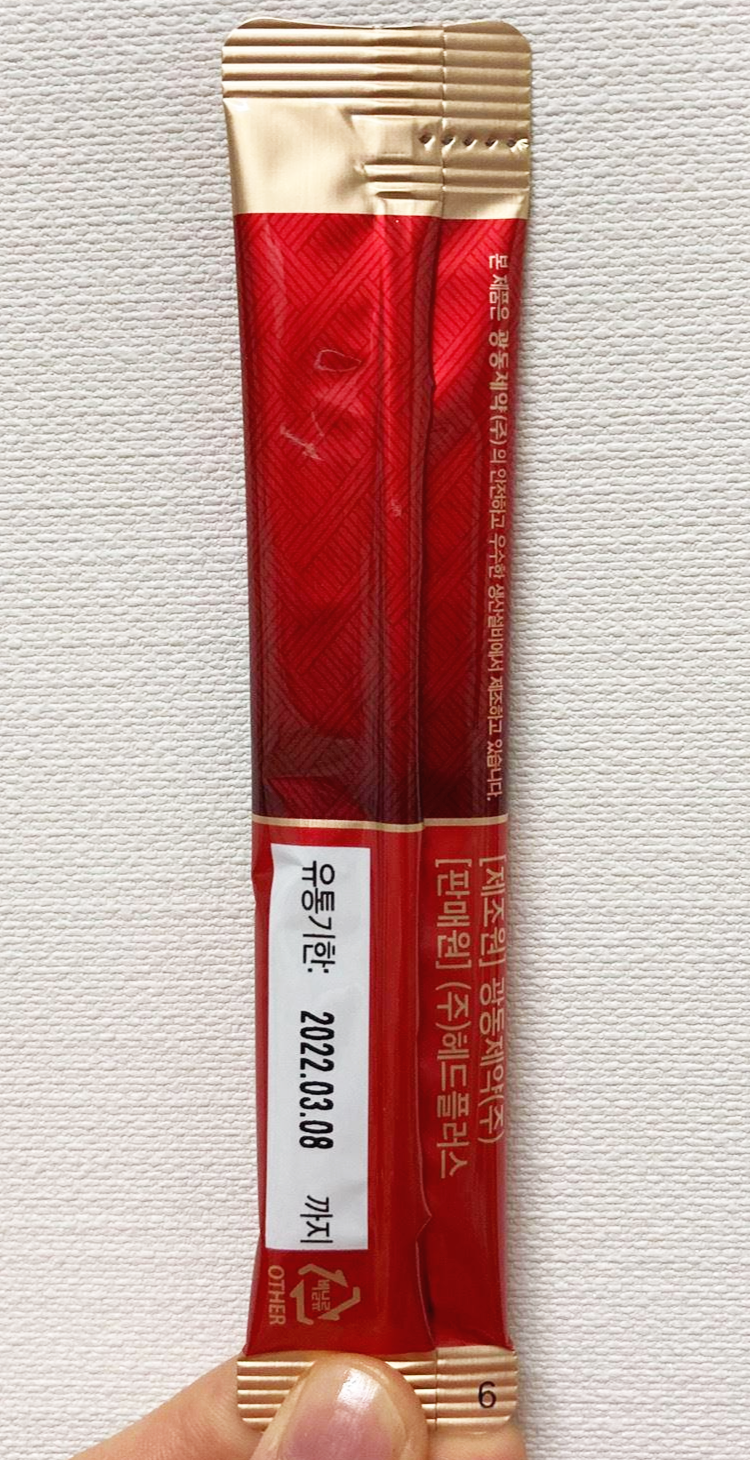 본 제품은 광동제약(주)의 안전하고 우수한 생산설비에서 제조하고 있습니다.
[제조원] 광동제약(주)
[판매원] (주)헤드플러스
유통기한: 2022.03.08 까지
비닐류
OTHER
6